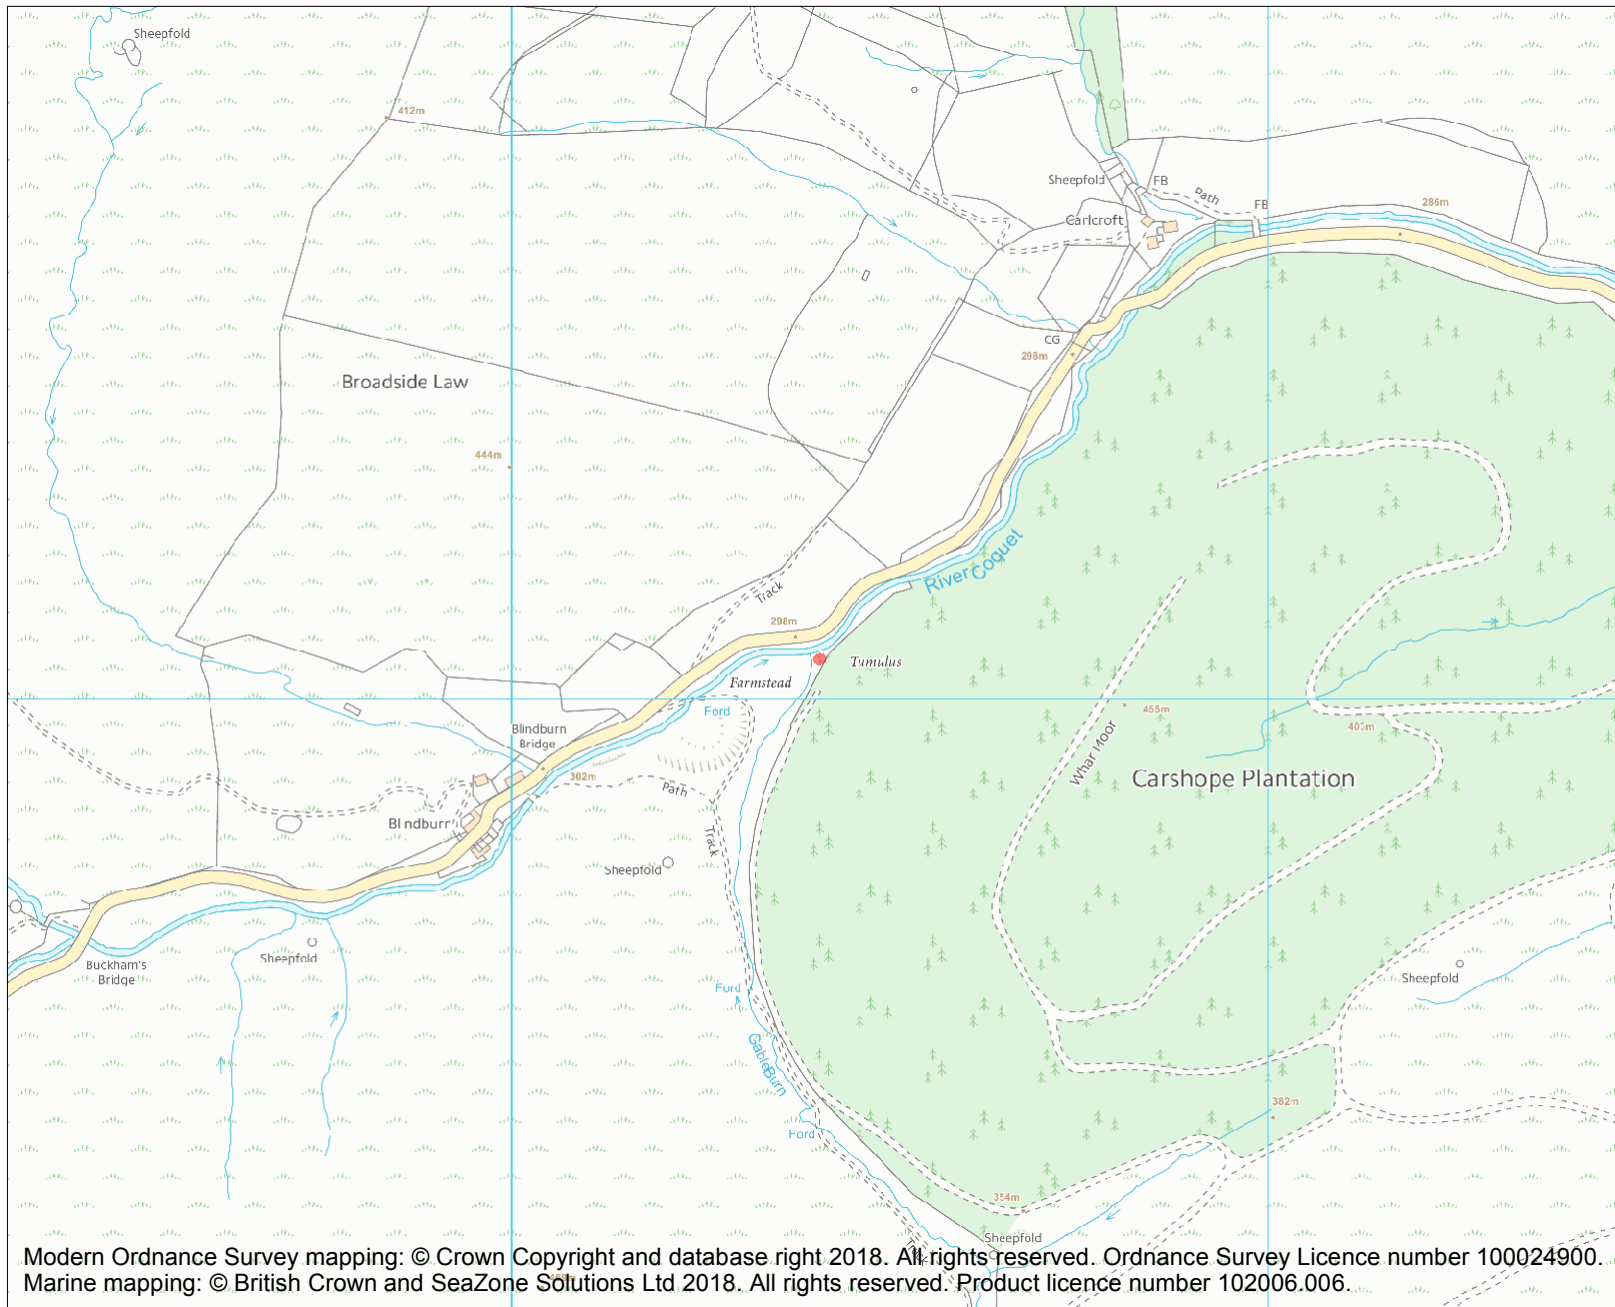 Sheepfold
412m
Sheepfold
FB
Path
FB
286m
Carlcroft
CG
298m
Broadside Law
444m
River Coquet
Track
298m
Tumulus
Farmstead
Ford
455m
403m
Whar Moor
Blindburn
Bridge
302m
Carshope Plantation
Path
Bl ndburn
Track
Sheepfold
Sheepfold
Buckham's
Bridge
Sheepfold
Ford
Gable Burn
382m
Ford
354m
Sheepfold
Modern Ordnance Survey mapping: © Crown Copyright and database right 2018. All rights reserved. Ordnance Survey Licence number 100024900.
Marine mapping: © British Crown and SeaZone Solutions Ltd 2018. All rights reserved. Product licence number 102006.006.